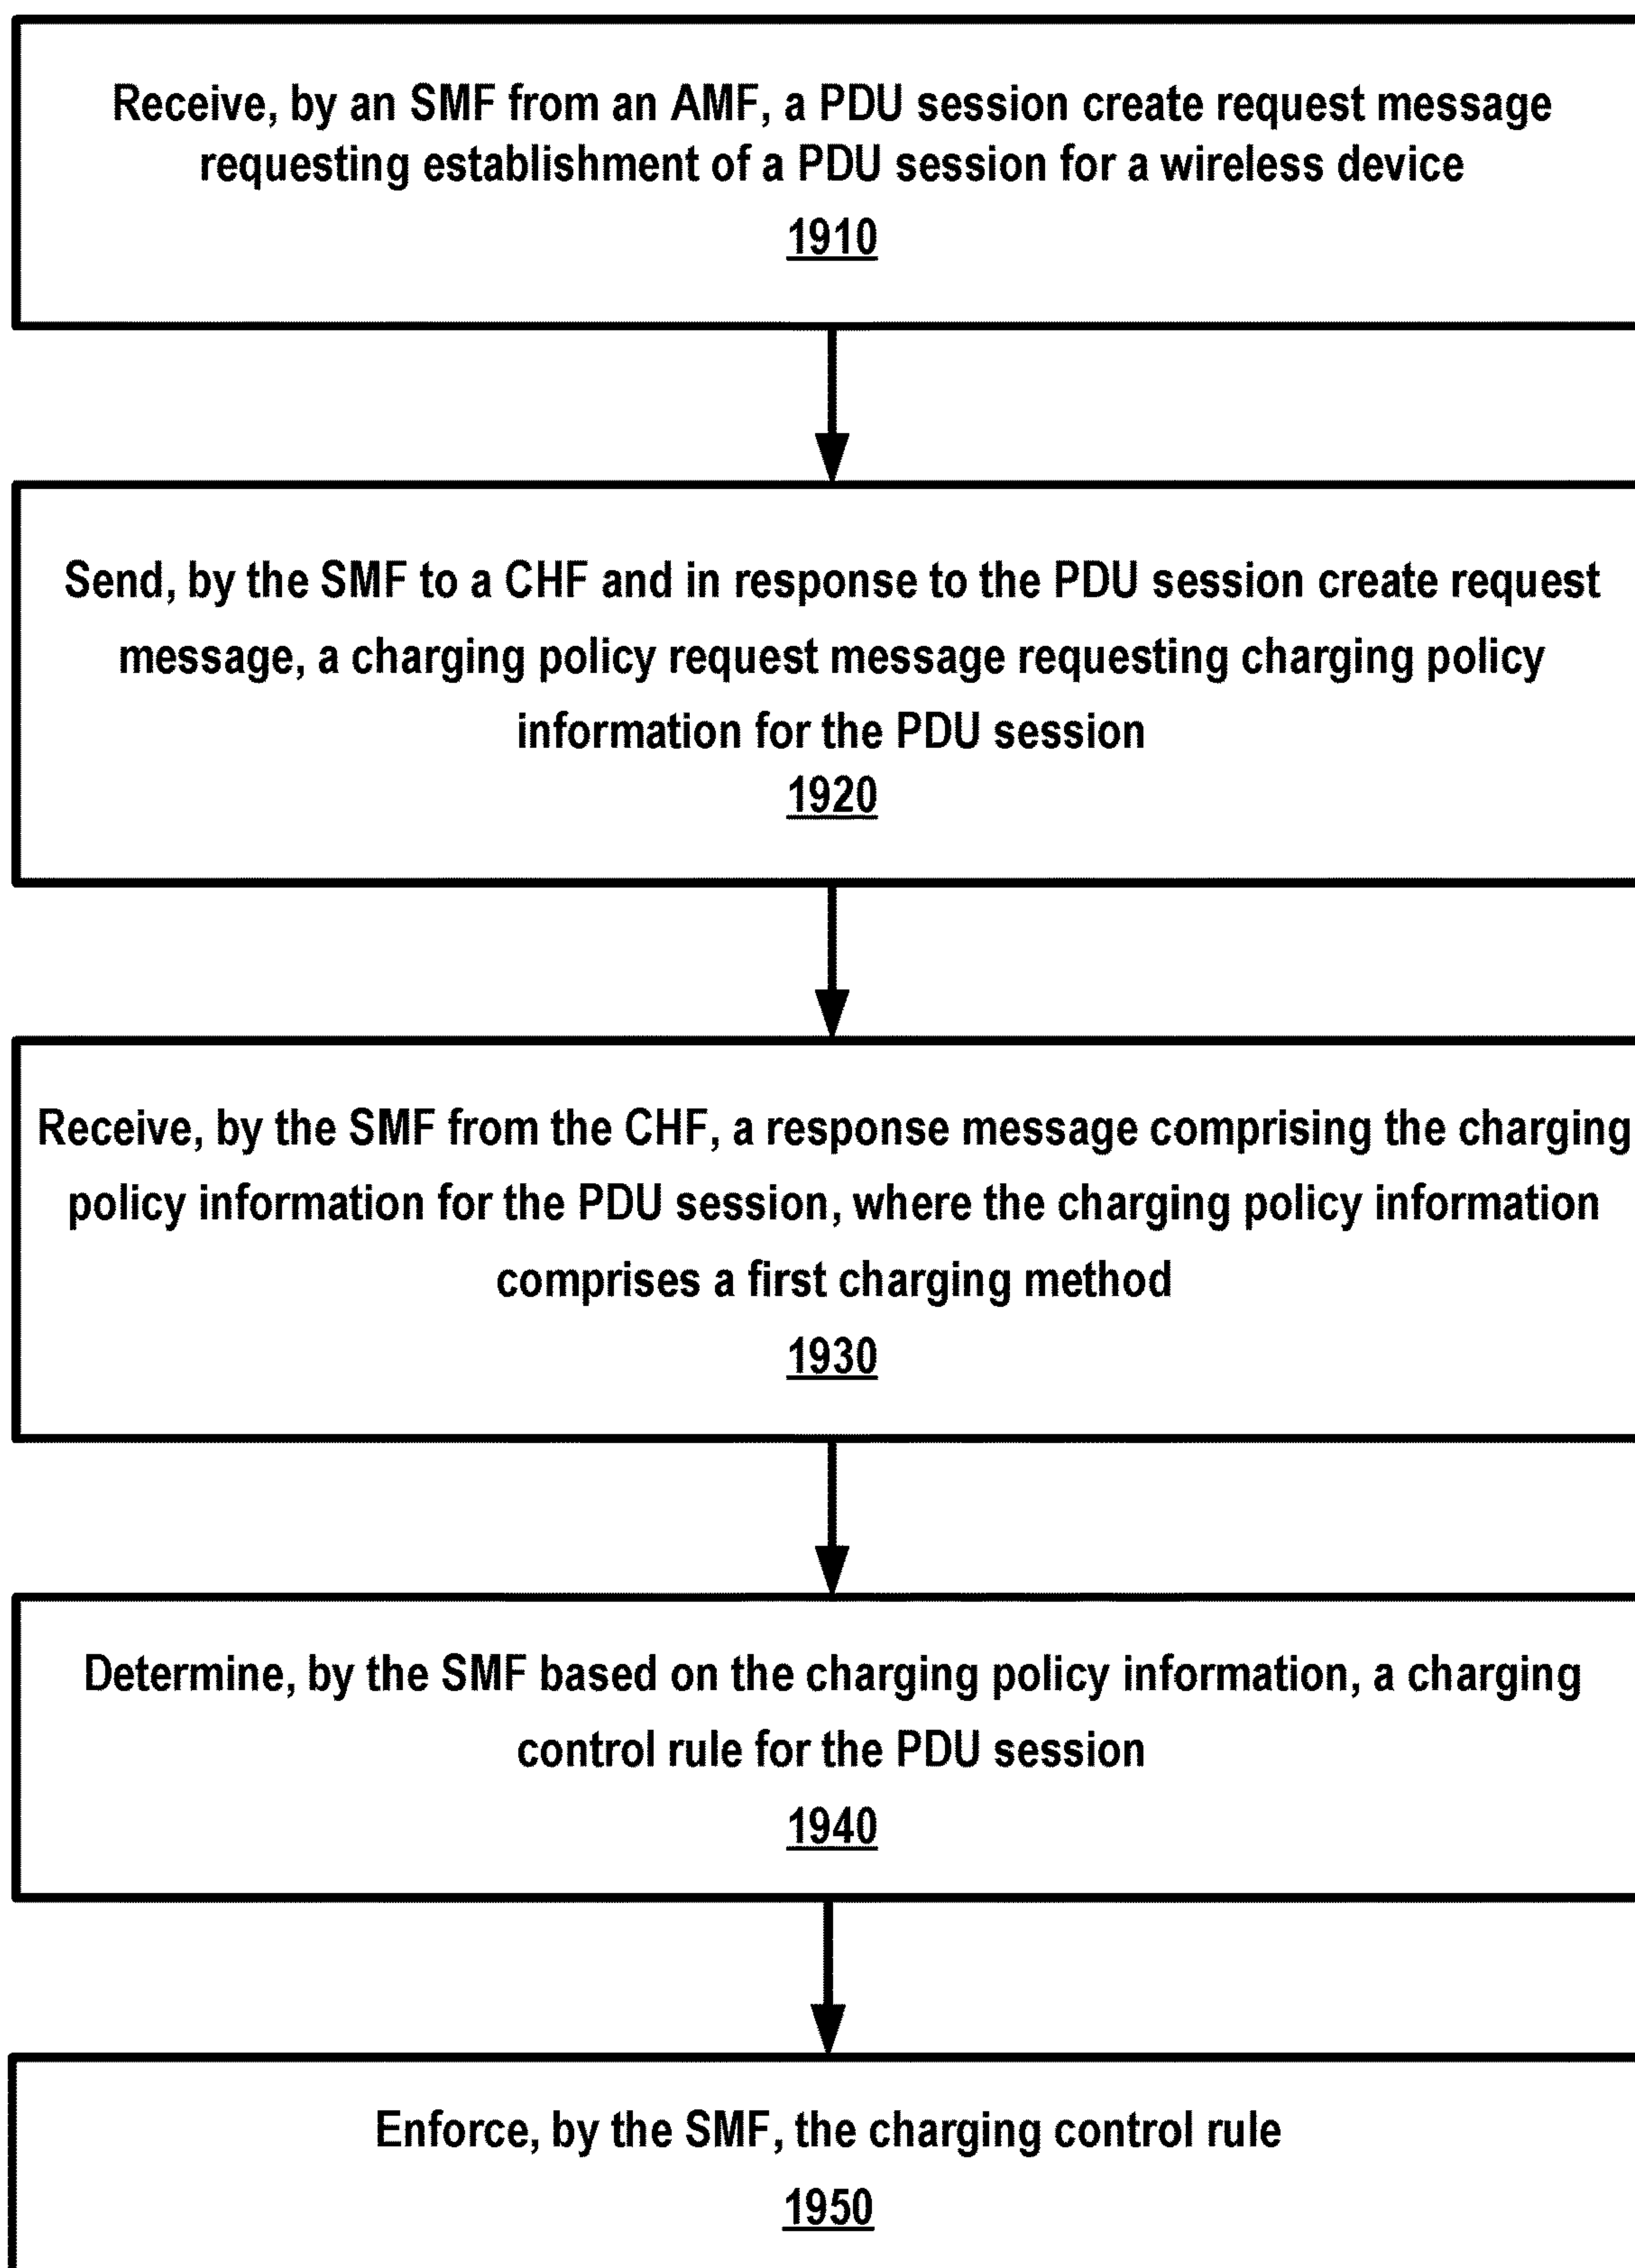 Receive, by an SMF from an AMF, a PDU session create request message
requesting establishment of a PDU session for a wireless device
1910
Send, by the SMF to a CHF and in response to the PDU session create request
message, a charging policy request message requesting charging policy
information for the PDU session
1920
Receive, by the SMF from the CHF, a response message comprising the charging
policy information for the PDU session, where the charging policy information
comprises a first charging method
1930
Determine, by the SMF based on the charging policy information, a charging
control rule for the PDU session
1940
Enforce, by the SMF, the charging control rule
1950